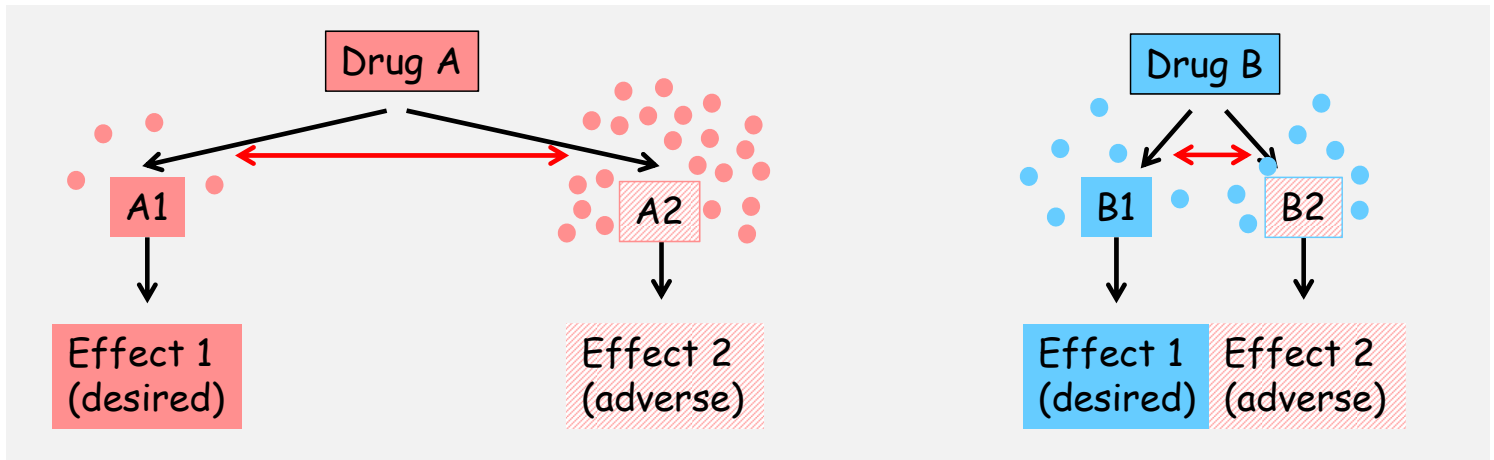 Drug A
A1
A2
Effect 1
(desired)
Effect 2
(adverse)
Drug B
B1
B2
Effect 1
(desired)
Effect 2
(adverse)